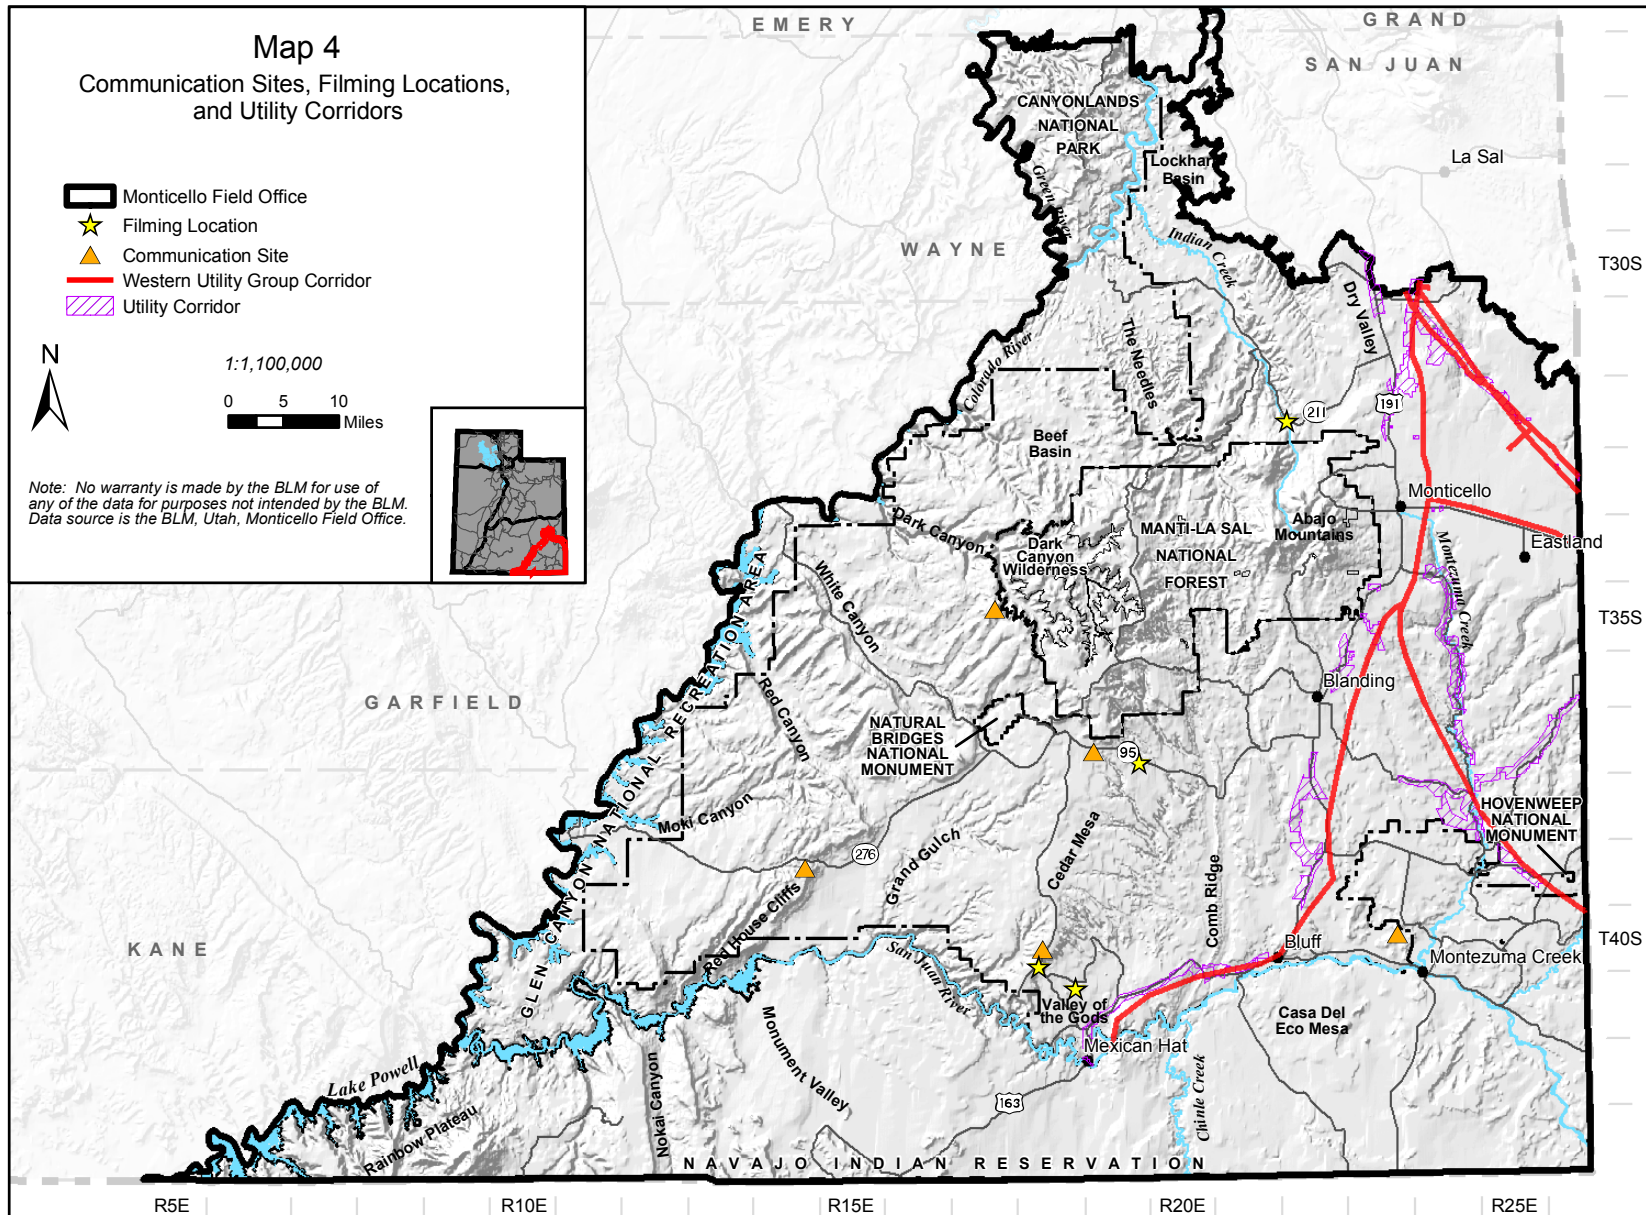 Map 4
Communication Sites, Filming Locations,
and Utility Corridors
Monticello Field Office
Filming Location
Communication Site
Western Utility Group Corridor
Utility Corridor
N
1:1,100,000
0 5 10
Miles
Note: No warranty is made by the BLM for use of
any of the data for purposes not intended by the BLM.
Data source is the BLM, Utah, Monticello Field Office.
EMERY
GRAND
SAN JUAN
CANYONLANDS
NATIONAL
PARK
Lockhar
Basin
La Sal
Green River
WAYNE
Indian Creek
T30S
Dry Valley
The Needles
Colorado River
191
211
Beef
Basin
Monticello
Dark Canyon
Dark
Canyon
Wilderness
MANTI-LA SAL
NATIONAL
FOREST
Abajo
Mountains
Eastland
Montezuma Creek
White Canyon
T35S
GARFIELD
Red Canyon
Blanding
NATURAL
BRIDGES
NATIONAL
MONUMENT
95
GLEN CANYON NATIONAL RECREATION AREA
Moki Canyon
276
Grand Gulch
Cedar Mesa
HOVENWEEP
NATIONAL
MONUMENT
Comb Ridge
Red House Cliffs
KANE
San Juan River
Bluff
T40S
Montezuma Creek
Valley of
the Gods
Casa Del
Eco Mesa
Mexican Hat
Monument Valley
Lake Powell
Nokai Canyon
Chinle Creek
163
Rainbow Plateau
NAVAJO INDIAN RESERVATION
R5E
R10E
R15E
R20E
R25E